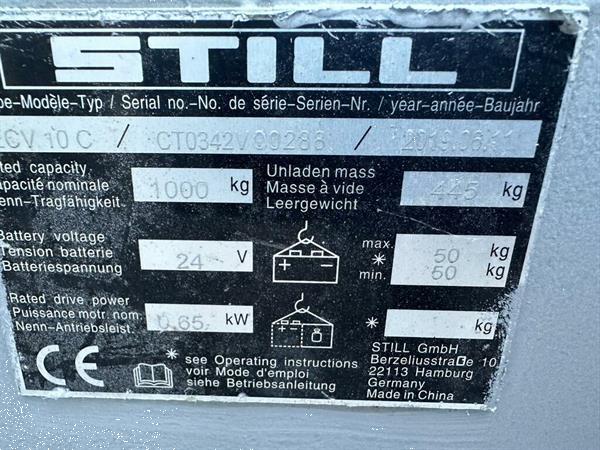 STILL
pe-Modèle-Typ / Serial no.-No. de série-Serien-Nr. / year-année-Baujahr
ECV 10 C / CT0342V00288 / 2019.06.11
ted capacity
apacité nominale
enn-Tragfähigkeit
1000 kg
Unladen mass
Masse à vide
Leergewicht
445 kg
Battery voltage
Tension batterie
Batteriespannung
24 V
max. 50 kg
*
min. 50 kg
Rated drive power
Puissance motr. nom.
Nenn-Antriebsleist.
0.65 kW
* kg
CE
* see Operating instructions
voir Mode d'emploi
siehe Betriebsanleitung
STILL GmbH
Berzeliusstraße 10
22113 Hamburg
Germany
Made in China